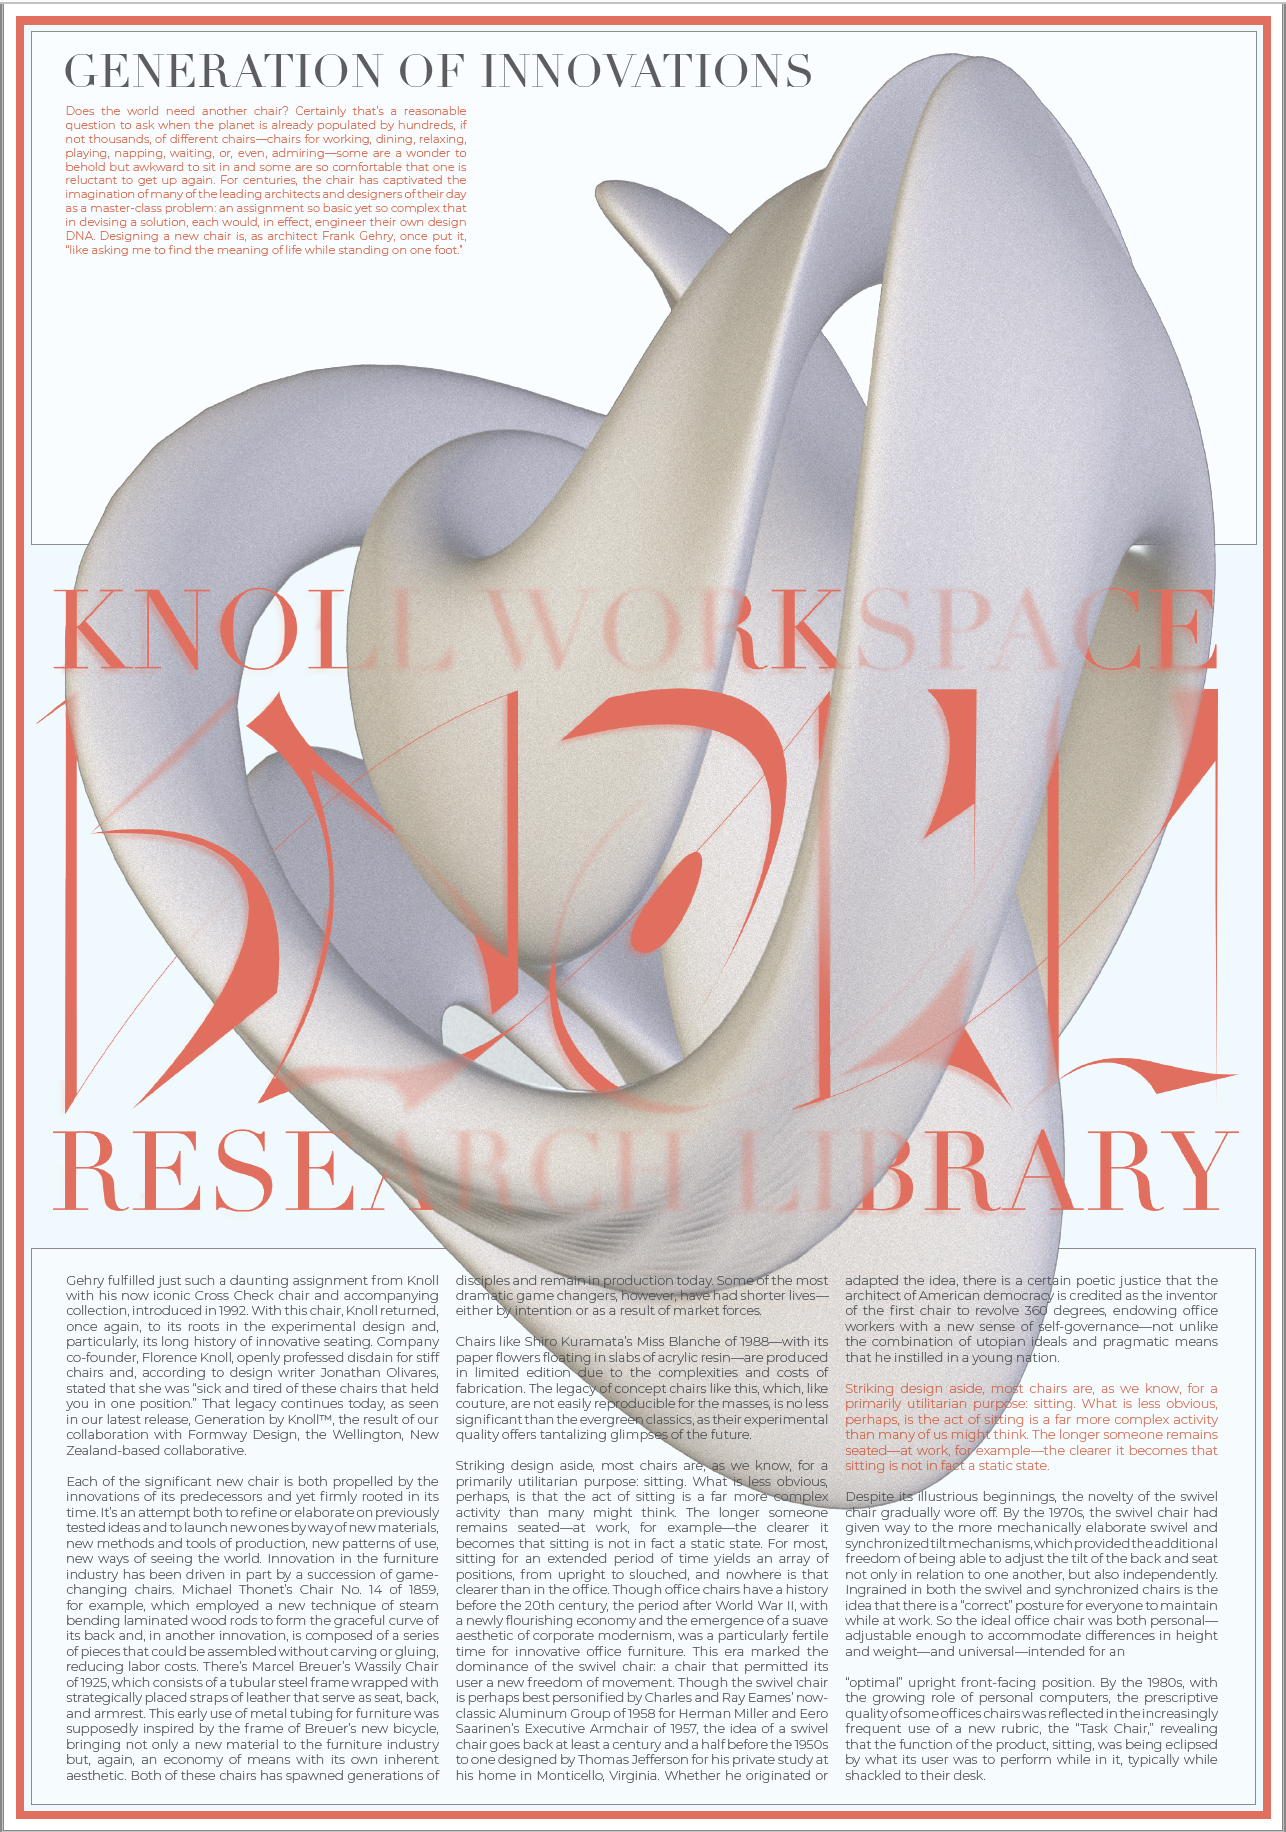 GENERATION OF INNOVATIONS
Does the world need another chair? Certainly that's a reasonable
question to ask when the planet is already populated by hundreds, if
not thousands, of different chairs—chairs for working, dining, relaxing,
playing, napping, waiting, or, even, admiring—some are a wonder to
behold but awkward to sit in and some are so comfortable that one is
reluctant to get up again. For centuries, the chair has captivated the
imagination of many of the leading architects and designers of their day
as a master-class problem: an assignment so basic yet so complex that
in devising a solution, each would, in effect, engineer their own design
DNA. Designing a new chair is, as architect Frank Gehry, once put it,
“like asking me to find the meaning of life while standing on one foot.”
KNOLL WORKSPACE
RESEARCH LIBRARY
Gehry fulfilled just such a daunting assignment from Knoll
with his now iconic Cross Check chair and accompanying
collection, introduced in 1992. With this chair, Knoll returned,
once again, to its roots in the experimental design and,
particularly, its long history of innovative seating. Company
co-founder, Florence Knoll, openly professed disdain for stiff
chairs and, according to design writer Jonathan Olivares,
stated that she was “sick and tired of these chairs that held
you in one position.” That legacy continues today, as seen
in our latest release, Generation by Knoll™, the result of our
collaboration with Formway Design, the Wellington, New
Zealand-based collaborative.
Each of the significant new chair is both propelled by the
innovations of its predecessors and yet firmly rooted in its
time. It's an attempt both to refine or elaborate on previously
tested ideas and to launch new ones by way of new materials,
new methods and tools of production, new patterns of use,
new ways of seeing the world. Innovation in the furniture
industry has been driven in part by a succession of game-
changing chairs. Michael Thonet's Chair No. 14 of 1859,
for example, which employed a new technique of steam
bending laminated wood rods to form the graceful curve of
its back and, in another innovation, is composed of a series
of pieces that could be assembled without carving or gluing,
reducing labor costs. There's Marcel Breuer's Wassily Chair
of 1925, which consists of a tubular steel frame wrapped with
strategically placed straps of leather that serve as seat, back,
and armrest. This early use of metal tubing for furniture was
supposedly inspired by the frame of Breuer's new bicycle,
bringing not only a new material to the furniture industry
but, again, an economy of means with its own inherent
aesthetic. Both of these chairs has spawned generations of
disciples and remain in production today. Some of the most
dramatic game changers, however, have had shorter lives—
either by intention or as a result of market forces.
Chairs like Shiro Kuramata's Miss Blanche of 1988—with its
paper flowers floating in slabs of acrylic resin—are produced
in limited edition due to the complexities and costs of
fabrication. The legacy of concept chairs like this, which, like
couture, are not easily reproducible for the masses, is no less
significant than the evergreen classics, as their experimental
quality offers tantalizing glimpses of the future.
Striking design aside, most chairs are, as we know, for a
primarily utilitarian purpose: sitting. What is less obvious,
perhaps, is that the act of sitting is a far more complex
activity than many might think. The longer someone
remains seated—at work, for example—the clearer it
becomes that sitting is not in fact a static state. For most,
sitting for an extended period of time yields an array of
positions, from upright to slouched, and nowhere is that
clearer than in the office. Though office chairs have a history
before the 20th century, the period after World War II, with
a newly flourishing economy and the emergence of a suave
aesthetic of corporate modernism, was a particularly fertile
time for innovative office furniture. This era marked the
dominance of the swivel chair: a chair that permitted its
user a new freedom of movement. Though the swivel chair
is perhaps best personified by Charles and Ray Eames' now-
classic Aluminum Group of 1958 for Herman Miller and Eero
Saarinen's Executive Armchair of 1957, the idea of a swivel
chair goes back at least a century and a half before the 1950s
to one designed by Thomas Jefferson for his private study at
his home in Monticello, Virginia. Whether he originated or
adapted the idea, there is a certain poetic justice that the
architect of American democracy is credited as the inventor
of the first chair to revolve 360 degrees, endowing office
workers with a new sense of self-governance—not unlike
the combination of utopian ideals and pragmatic means
that he instilled in a young nation.
Striking design aside, most chairs are, as we know, for a
primarily utilitarian purpose: sitting. What is less obvious,
perhaps, is the act of sitting is a far more complex activity
than many of us might think. The longer someone remains
seated—at work, for example—the clearer it becomes that
sitting is not in fact a static state.
Despite its illustrious beginnings, the novelty of the swivel
chair gradually wore off. By the 1970s, the swivel chair had
given way to the more mechanically elaborate swivel and
synchronized tilt mechanisms, which provided the additional
freedom of being able to adjust the tilt of the back and seat
not only in relation to one another, but also independently.
Ingrained in both the swivel and synchronized chairs is the
idea that there is a “correct” posture for everyone to maintain
while at work. So the ideal office chair was both personal—
adjustable enough to accommodate differences in height
and weight—and universal—intended for an
“optimal” upright front-facing position. By the 1980s, with
the growing role of personal computers, the prescriptive
quality of some offices chairs was reflected in the increasingly
frequent use of a new rubric, the “Task Chair,” revealing
that the function of the product, sitting, was being eclipsed
by what its user was to perform while in it, typically while
shackled to their desk.